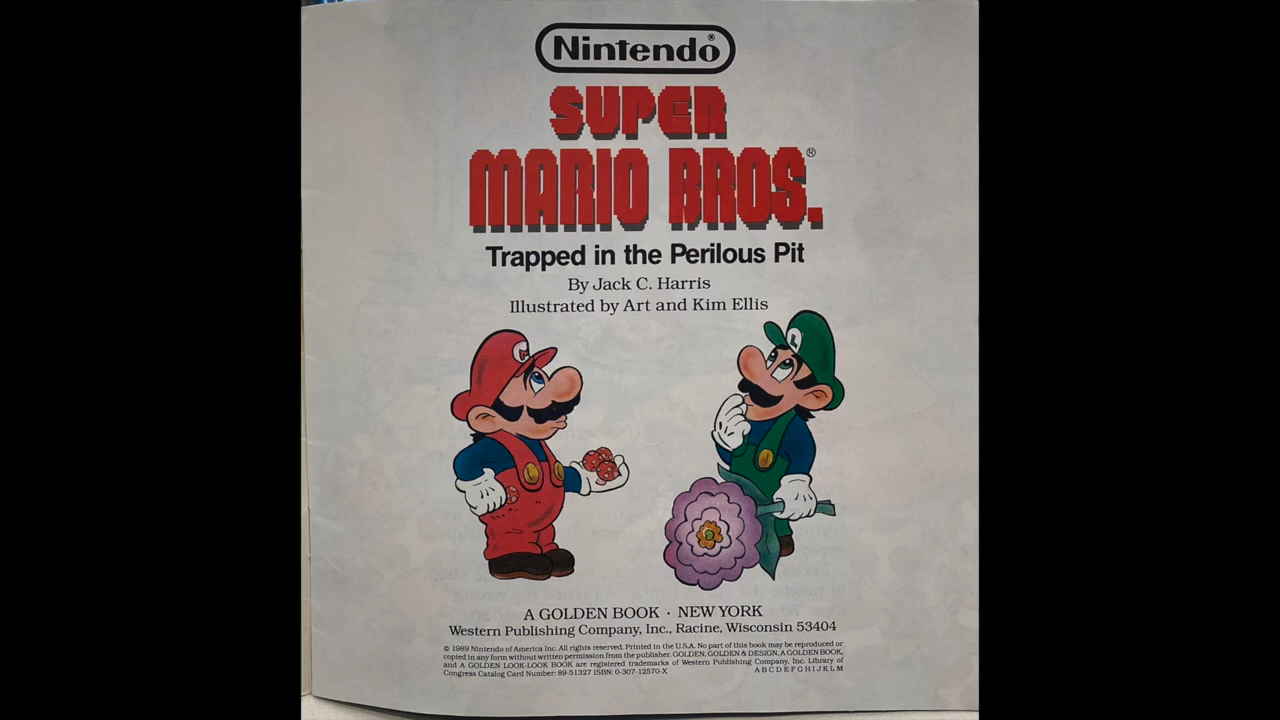 Nintendo®
SUPER
MARIO BROS.®
Trapped in the Perilous Pit
By Jack C. Harris
Illustrated by Art and Kim Ellis
M
L
A GOLDEN BOOK · NEW YORK
Western Publishing Company, Inc., Racine, Wisconsin 53404
© 1989 Nintendo of America Inc. All rights reserved. Printed in the U.S.A. No part of this book may be reproduced or
copied in any form without written permission from the publisher. GOLDEN, GOLDEN & DESIGN, A GOLDEN BOOK,
and A GOLDEN LOOK-LOOK BOOK are registered trademarks of Western Publishing Company, Inc. Library of
Congress Catalog Card Number: 89-51327 ISBN: 0-307-12570-X A B C D E F G H I J K L M